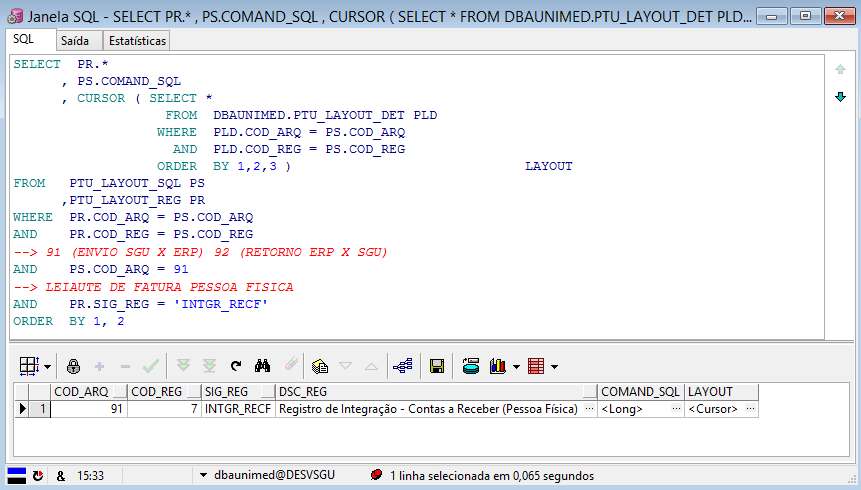 Janela SQL - SELECT PR.* , PS.COMAND_SQL , CURSOR ( SELECT * FROM DBAUNIMED.PTU_LAYOUT_DET PLD...
SQL Saída Estatísticas
SELECT PR.*
, PS.COMAND_SQL
, CURSOR ( SELECT *
FROM DBAUNIMED.PTU_LAYOUT_DET PLD
WHERE PLD.COD_ARQ = PS.COD_ARQ
AND PLD.COD_REG = PS.COD_REG
ORDER BY 1,2,3 ) LAYOUT
FROM PTU_LAYOUT_SQL PS
,PTU_LAYOUT_REG PR
WHERE PR.COD_ARQ = PS.COD_ARQ
AND PR.COD_REG = PS.COD_REG
--> 91 (ENVIO SGU X ERP) 92 (RETORNO ERP X SGU)
AND PS.COD_ARQ = 91
--> LEIAUTE DE FATURA PESSOA FISICA
AND PR.SIG_REG = 'INTGR_RECF'
ORDER BY 1, 2
COD_ARQ COD_REG SIG_REG DSC_REG COMAND_SQL LAYOUT
1 91 7 INTGR_RECF Registro de Integração - Contas a Receber (Pessoa Física) ... <Long> ... <Cursor> ...
& 15:33 dbaunimed@DESVSGU 1 linha selecionada em 0,065 segundos